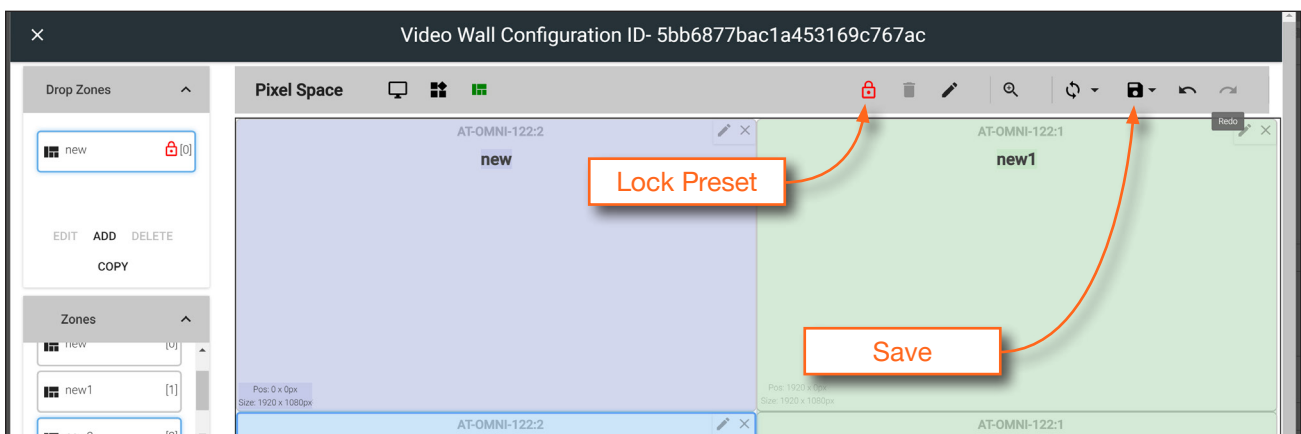 Video Wall Configuration ID- 5bb6877bac1a453169c767ac
Drop Zones
Pixel Space
Redo
new
[0]
AT-OMNI-122:2
new
AT-OMNI-122:1
new1
Lock Preset
EDIT ADD DELETE
COPY
Zones
new [0]
new1 [1]
Save
Pos: 0 x 0px
Size: 1920 x 1080px
Pos: 1920 x 0px
Size: 1920 x 1080px
AT-OMNI-122:2
AT-OMNI-122:1